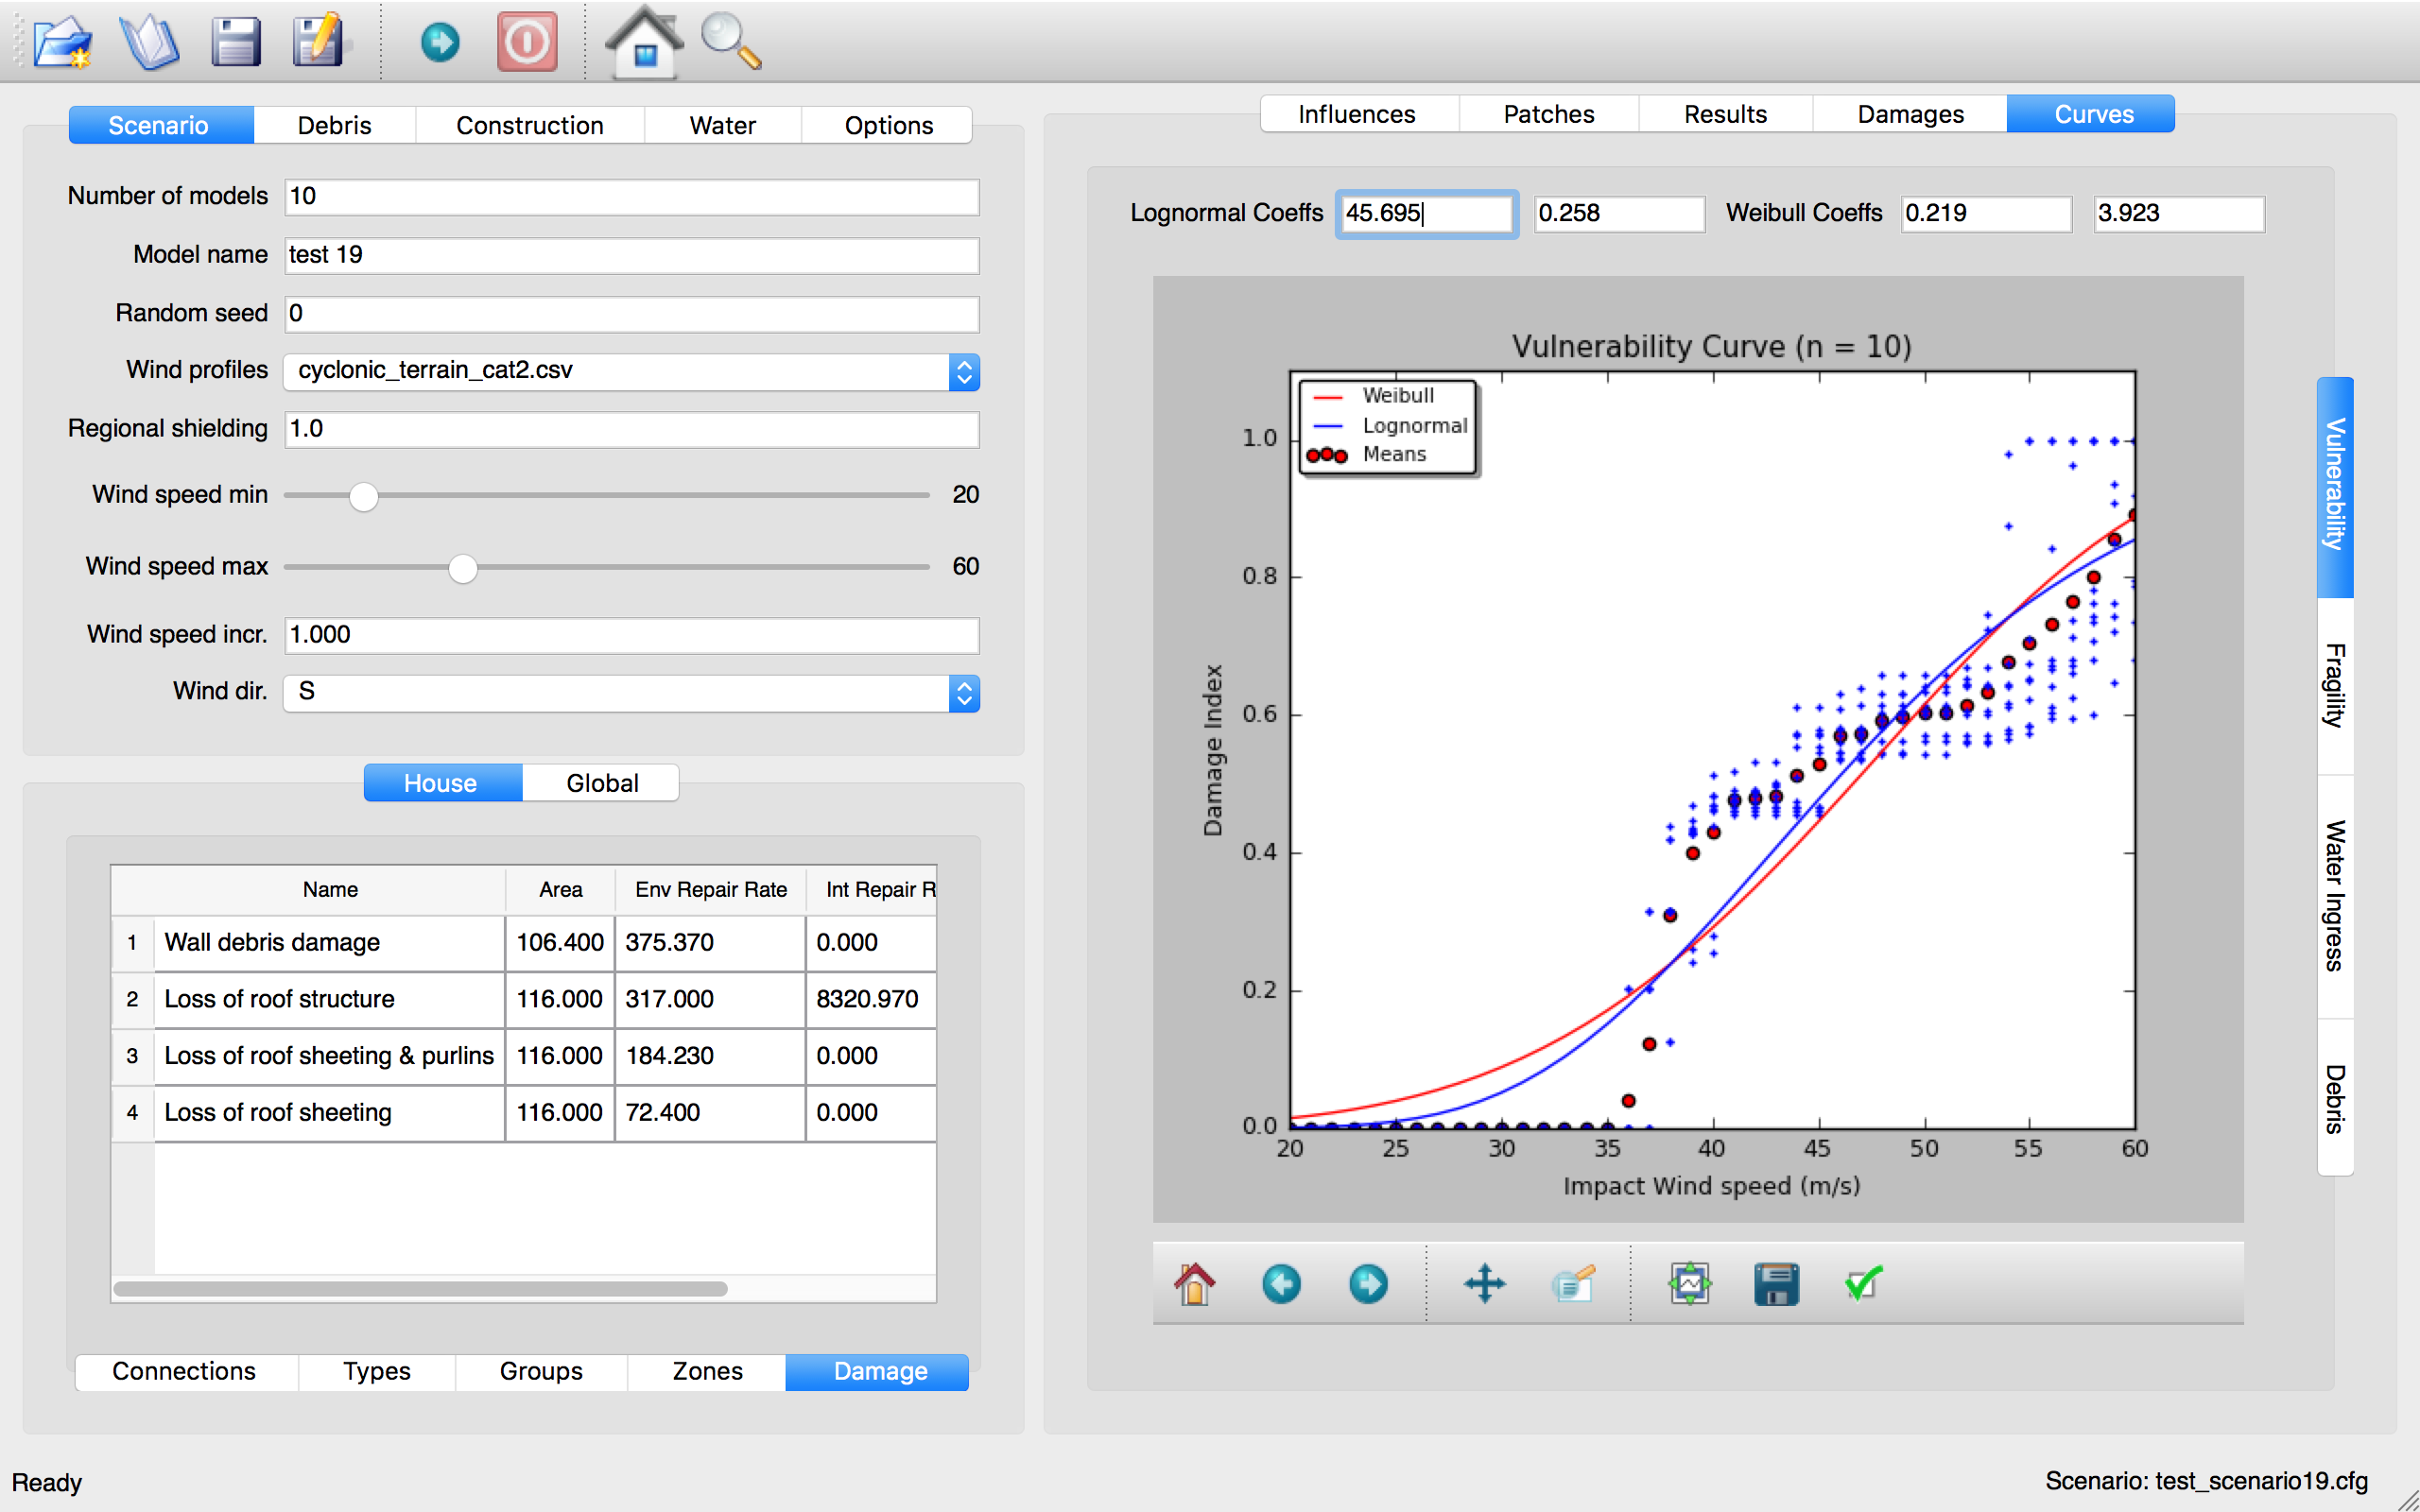 Scenario Debris Construction Water Options
Number of models 10
Model name test 19
Random seed 0
Wind profiles cyclonic_terrain_cat2.csv
Regional shielding 1.0
Wind speed min 20
Wind speed max 60
Wind speed incr. 1.000
Wind dir. S
House Global
Name Area Env Repair Rate Int Repair R
1 Wall debris damage 106.400 375.370 0.000
2 Loss of roof structure 116.000 317.000 8320.970
3 Loss of roof sheeting & purlins 116.000 184.230 0.000
4 Loss of roof sheeting 116.000 72.400 0.000
Connections Types Groups Zones Damage
Influences Patches Results Damages Curves
Lognormal Coeffs 45.695 0.258 Weibull Coeffs 0.219 3.923
Vulnerability Curve (n = 10)
Weibull
Lognormal
Means
1.0
0.8
0.6
0.4
0.2
0.0
Damage Index
20 25 30 35 40 45 50 55 60
Impact Wind speed (m/s)
Vulnerability
Fragility
Water Ingress
Debris
Ready
Scenario: test_scenario19.cfg